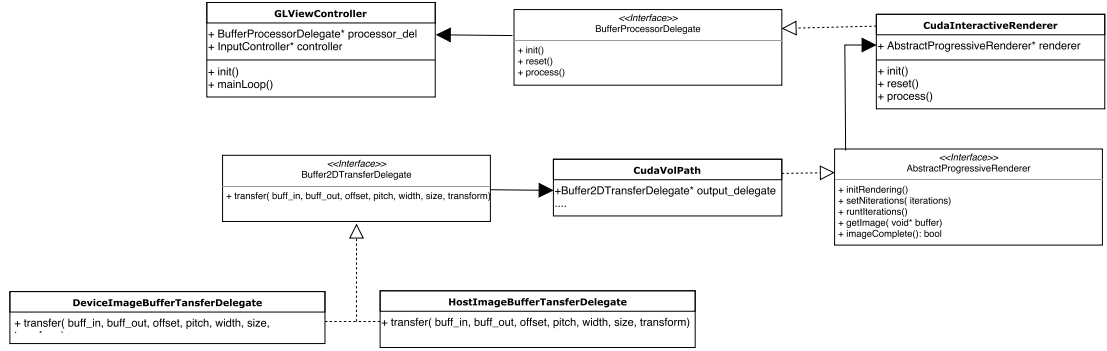 GLViewController
+ BufferProcessorDelegate* processor_del
+ InputController* controller
+ init()
+ mainLoop()
<<Interface>>
BufferProcessorDelegate
+ init()
+ reset()
+ process()
CudaInteractiveRenderer
+ AbstractProgressiveRenderer* renderer
+ init()
+ reset()
+ process()
<<Interface>>
Buffer2DTransferDelegate
+ transfer( buff_in, buff_out, offset, pitch, width, size, transform)
CudaVolPath
+Buffer2DTransferDelegate* output_delegate
....
<<Interface>>
AbstractProgressiveRenderer
+ initRendering()
+ setNiterations( iterations)
+ runtIterations()
+ getImage( void* buffer)
+ imageComplete(): bool
DeviceImageBufferTansferDelegate
+ transfer( buff_in, buff_out, offset, pitch, width, size,
HostImageBufferTansferDelegate
+ transfer( buff_in, buff_out, offset, pitch, width, size, transform)